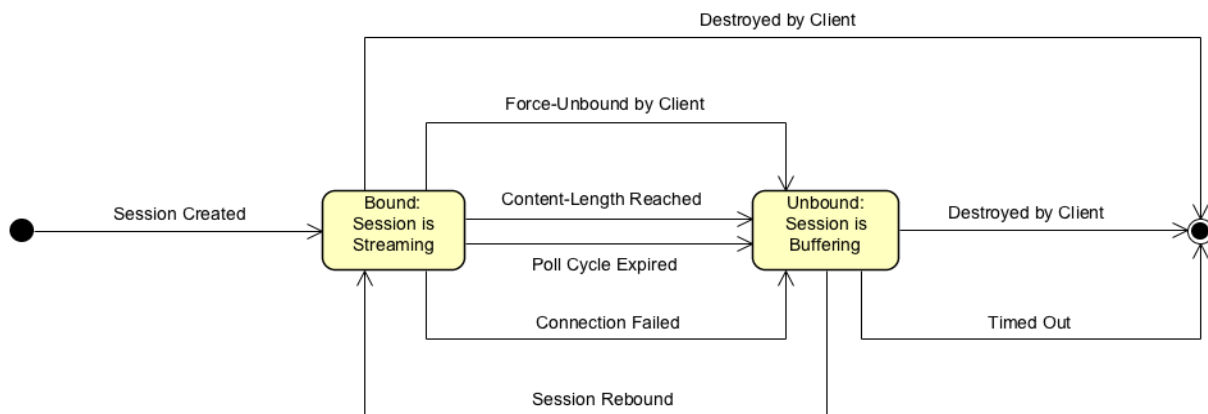 Destroyed by Client
Force-Unbound by Client
Session Created
Bound:
Session is
Streaming
Content-Length Reached
Poll Cycle Expired
Unbound:
Session is
Buffering
Destroyed by Client
Connection Failed
Timed Out
Session Rebound